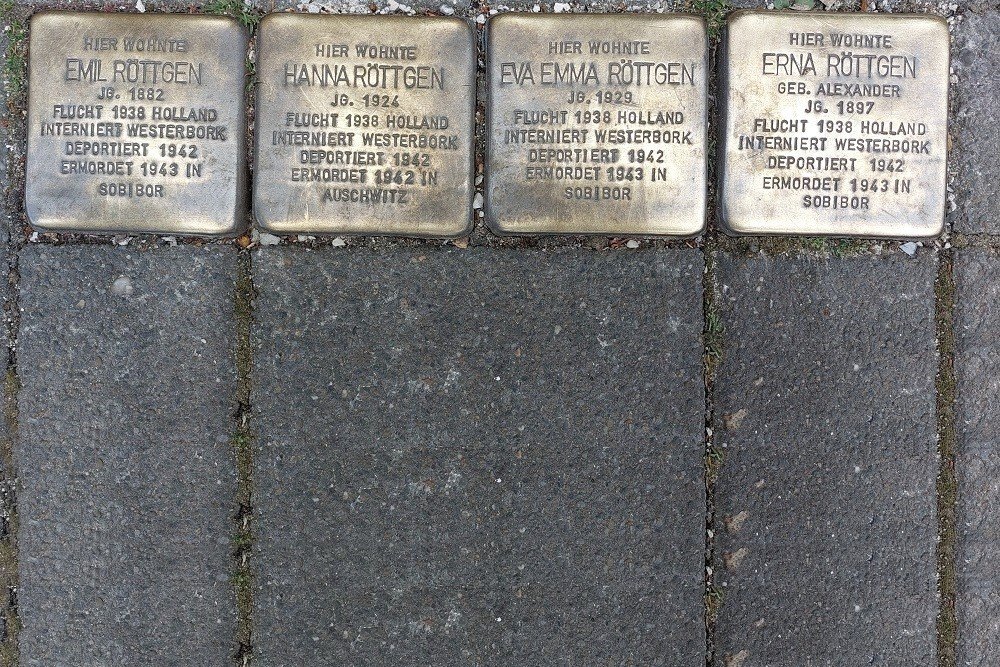 HIER WOHNTE
EMIL RÖTTGEN
JG. 1882
FLUCHT 1938 HOLLAND
INTERNIERT WESTERBORK
DEPORTIERT 1942
ERMORDET 1943 IN
SOBIBOR
HIER WOHNTE
HANNA RÖTTGEN
JG. 1924
FLUCHT 1938 HOLLAND
INTERNIERT WESTERBORK
DEPORTIERT 1942
ERMORDET 1942 IN
AUSCHWITZ
HIER WOHNTE
EVA EMMA RÖTTGEN
JG. 1929
FLUCHT 1938 HOLLAND
INTERNIERT WESTERBORK
DEPORTIERT 1942
ERMORDET 1943 IN
SOBIBOR
HIER WOHNTE
ERNA RÖTTGEN
GEB. ALEXANDER
JG. 1897
FLUCHT 1938 HOLLAND
INTERNIERT WESTERBORK
DEPORTIERT 1942
ERMORDET 1943 IN
SOBIBOR